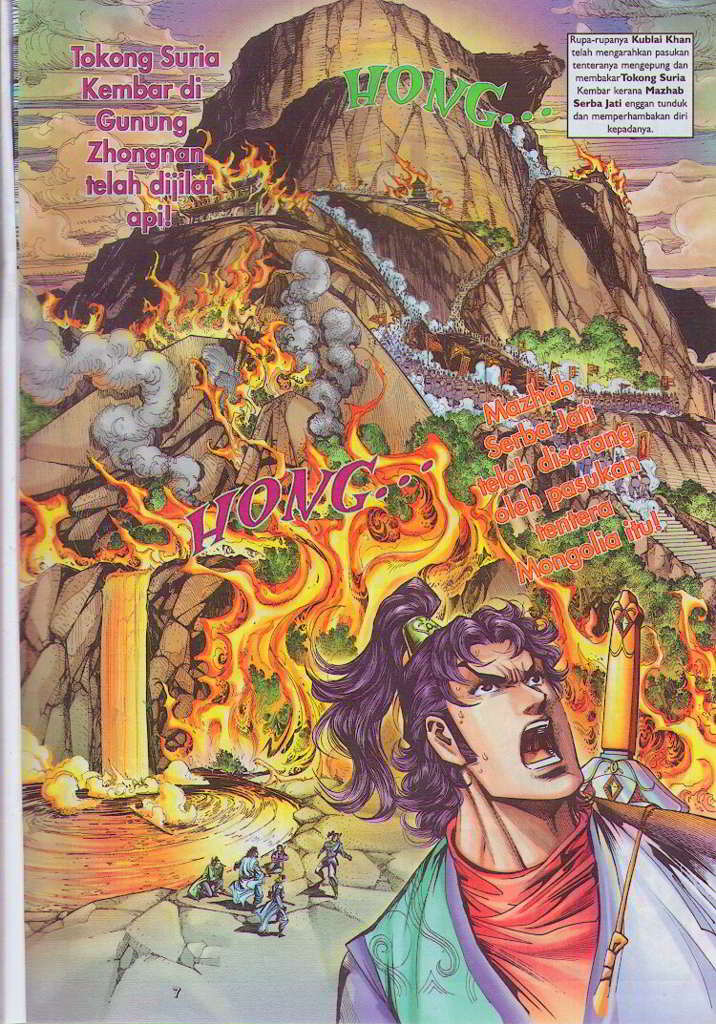 Tokong Suria
Kembar di
Gunung
Zhongnan
telah dijilat
api!
HONG...
Rupa-rupanya Kublai Khan
telah mengarahkan pasukan
tenteranya mengepung dan
membakar Tokong Suria
Kembar kerana Mazhab
Serba Jati enggan tunduk
dan memperhambakan diri
kepadanya.
Mazhab
Serba Jati
telah diserang
oleh pasukan
tentera
Mongolia itu!
HONG...
7